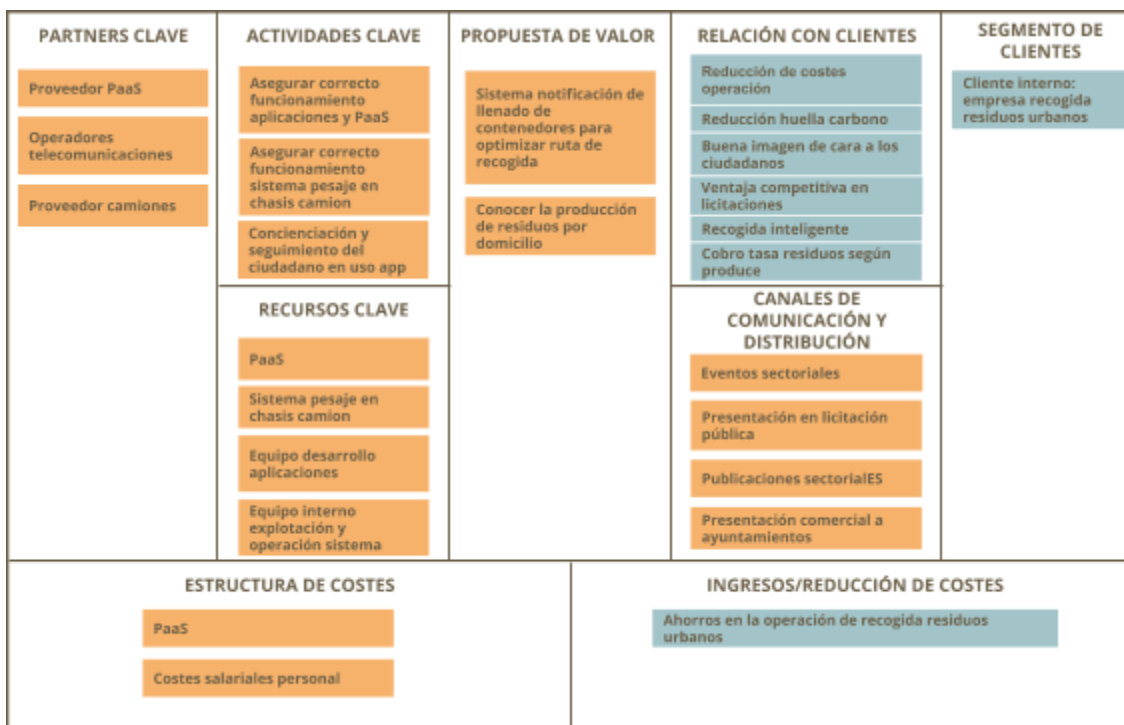 PARTNERS CLAVE
Proveedor PaaS
Operadores
telecomunicaciones
Proveedor camiones
ACTIVIDADES CLAVE
Asegurar correcto
funcionamiento
aplicaciones y PaaS
Asegurar correcto
funcionamiento
sistema pesaje en
chasis camion
Concienciación y
seguimiento del
ciudadano en uso app
RECURSOS CLAVE
PaaS
Sistema pesaje en
chasis camion
Equipo desarrollo
aplicaciones
Equipo interno
explotación y
operación sistema
PROPUESTA DE VALOR
Sistema notificación de
llenado de
contenedores para
optimizar ruta de
recogida
Conocer la producción
de residuos por
domicilio
RELACIÓN CON CLIENTES
Reducción de costes
operación
Reducción huella carbono
Buena imagen de cara a los
ciudadanos
Ventaja competitiva en
licitaciones
Recogida inteligente
Cobro tasa residuos según
produce
CANALES DE
COMUNICACIÓN Y
DISTRIBUCIÓN
Eventos sectoriales
Presentación en licitación
pública
Publicaciones sectorialES
Presentación comercial a
ayuntamientos
SEGMENTO DE
CLIENTES
Cliente interno:
empresa recogida
residuos urbanos
ESTRUCTURA DE COSTES
PaaS
Costes salariales personal
INGRESOS/REDUCCIÓN DE COSTES
Ahorros en la operación de recogida residuos
urbanos